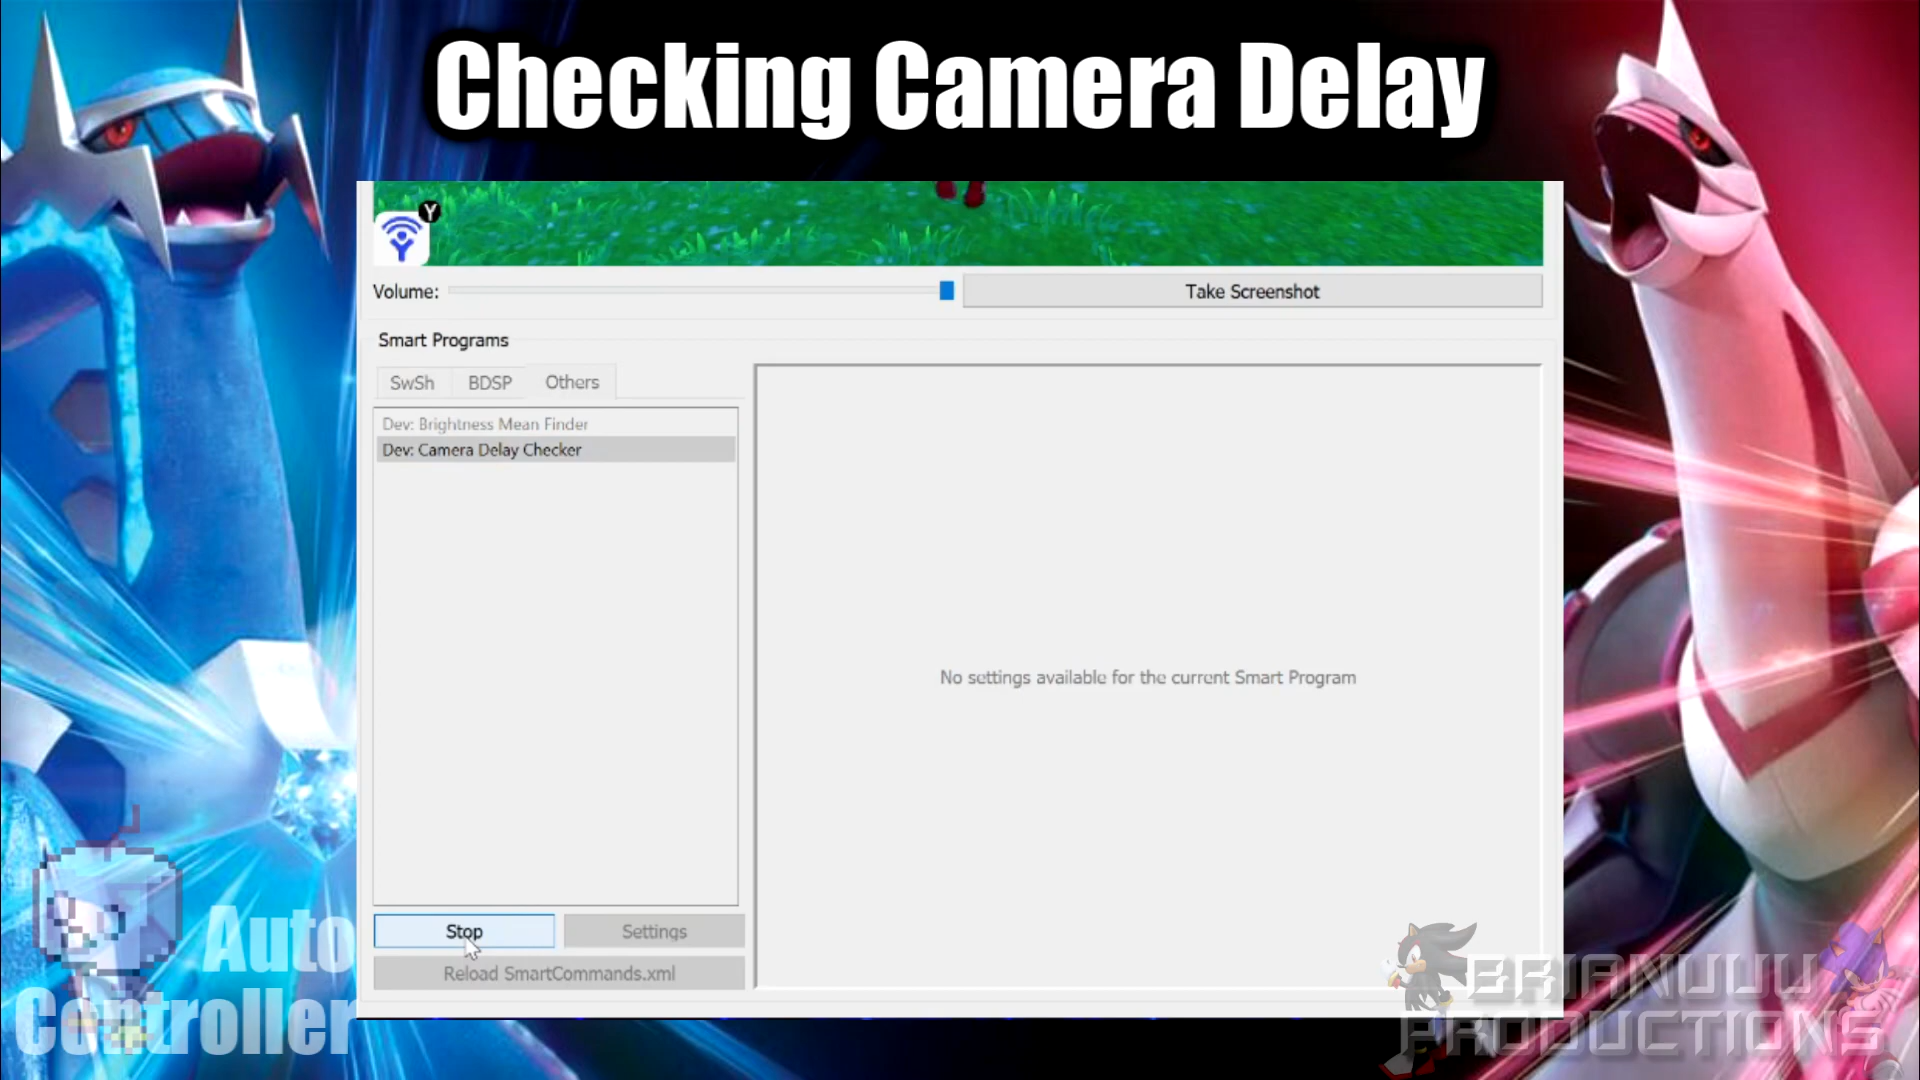 Checking Camera Delay
Y
Volume:
Take Screenshot
Smart Programs
SwSh
BDSP
Others
Dev: Brightness Mean Finder
Dev: Camera Delay Checker
No settings available for the current Smart Program
Stop
Settings
Reload SmartCommands.xml
Auto
Controller
BRIANUUU
PRODUCTIONS